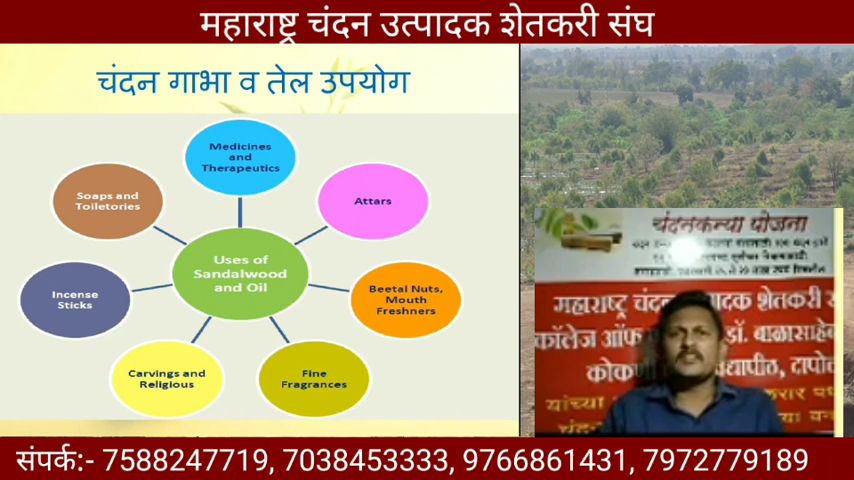 महाराष्ट्र चंदन उत्पादक शेतकरी संघ
चंदन गाभा व तेल उपयोग
Medicines
and
Therapeutics
Soaps and
Toiletories
Attars
Uses of
Sandalwood
and Oil
Incense
Sticks
Beetal Nuts,
Mouth
Freshners
Carvings and
Religious
Fine
Fragrances
चंदनकन्या योजना
महाराष्ट्र चंदन पादक शेतकरी
कॉलेज ऑफ डॉ. बाळासाहे
कोकण द्यापीठ, दापो
यांच्या
संपर्क:- 7588247719, 7038453333, 9766861431, 7972779189